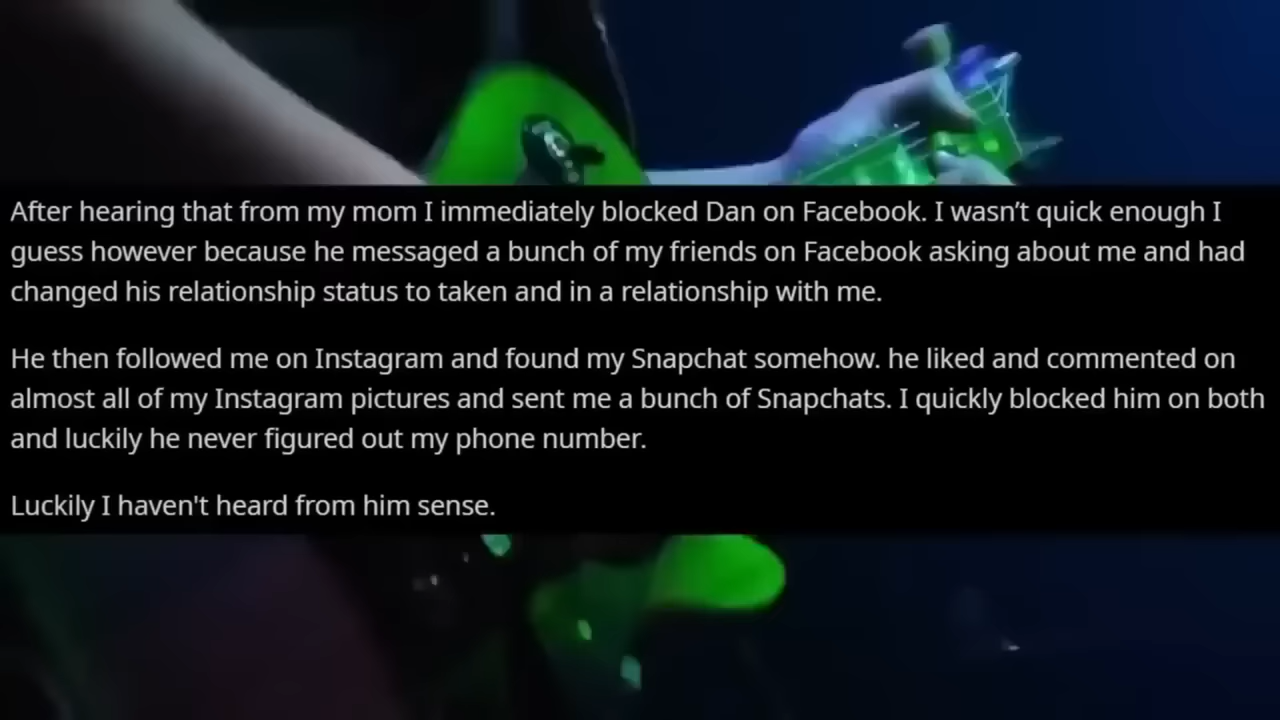 After hearing that from my mom I immediately blocked Dan on Facebook. I wasn’t quick enough I
guess however because he messaged a bunch of my friends on Facebook asking about me and had
changed his relationship status to taken and in a relationship with me.
He then followed me on Instagram and found my Snapchat somehow. he liked and commented on
almost all of my Instagram pictures and sent me a bunch of Snapchats. I quickly blocked him on both
and luckily he never figured out my phone number.
Luckily I haven't heard from him sense.